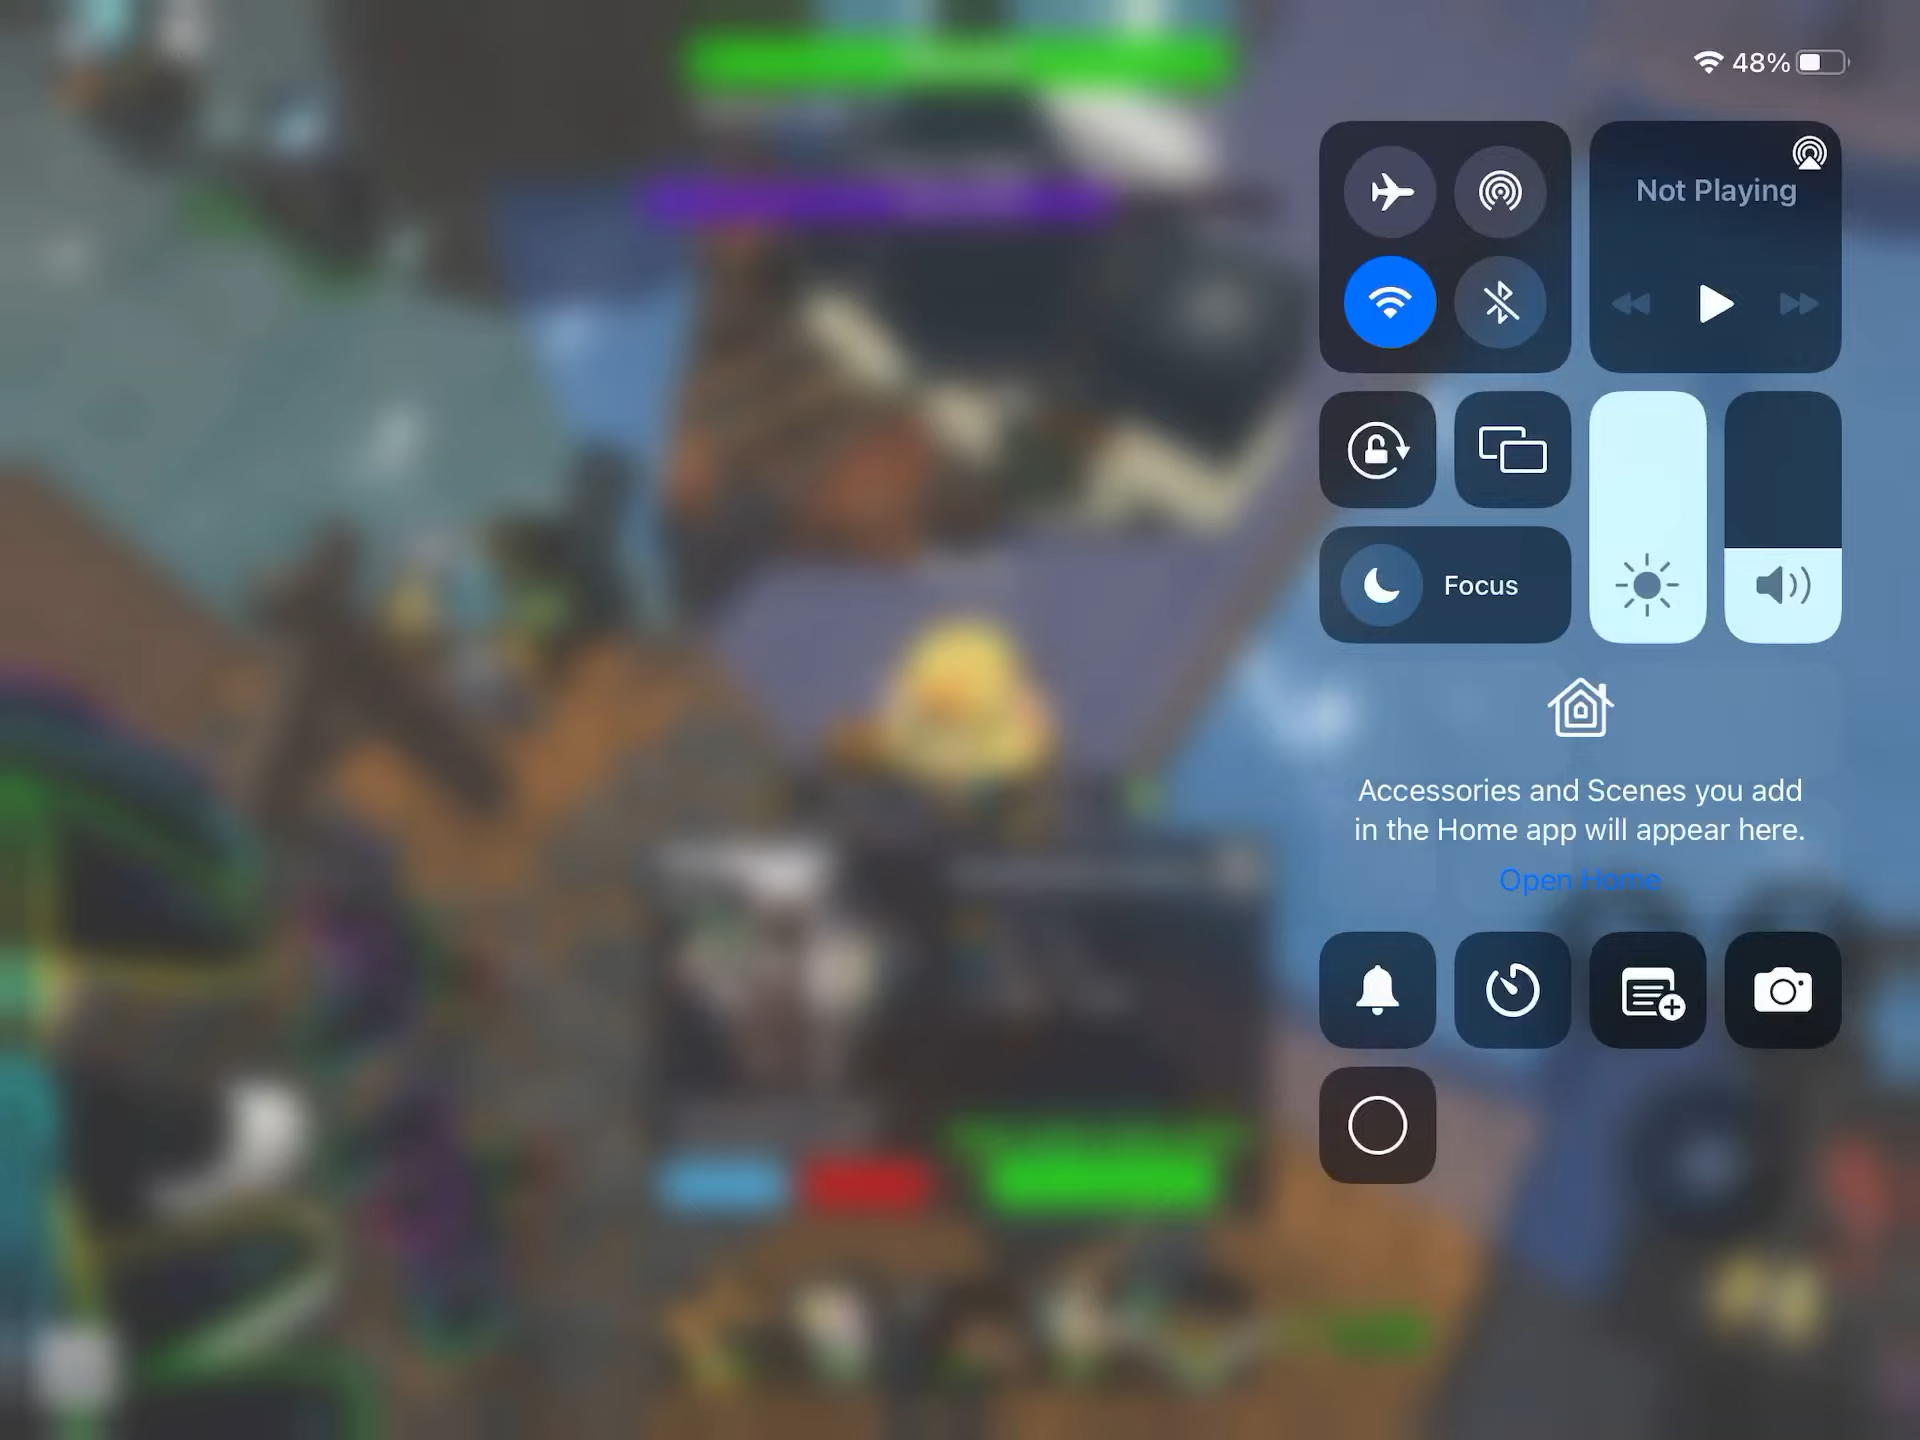 48%
Not Playing
Focus
Accessories and Scenes you add
in the Home app will appear here.
Open Home